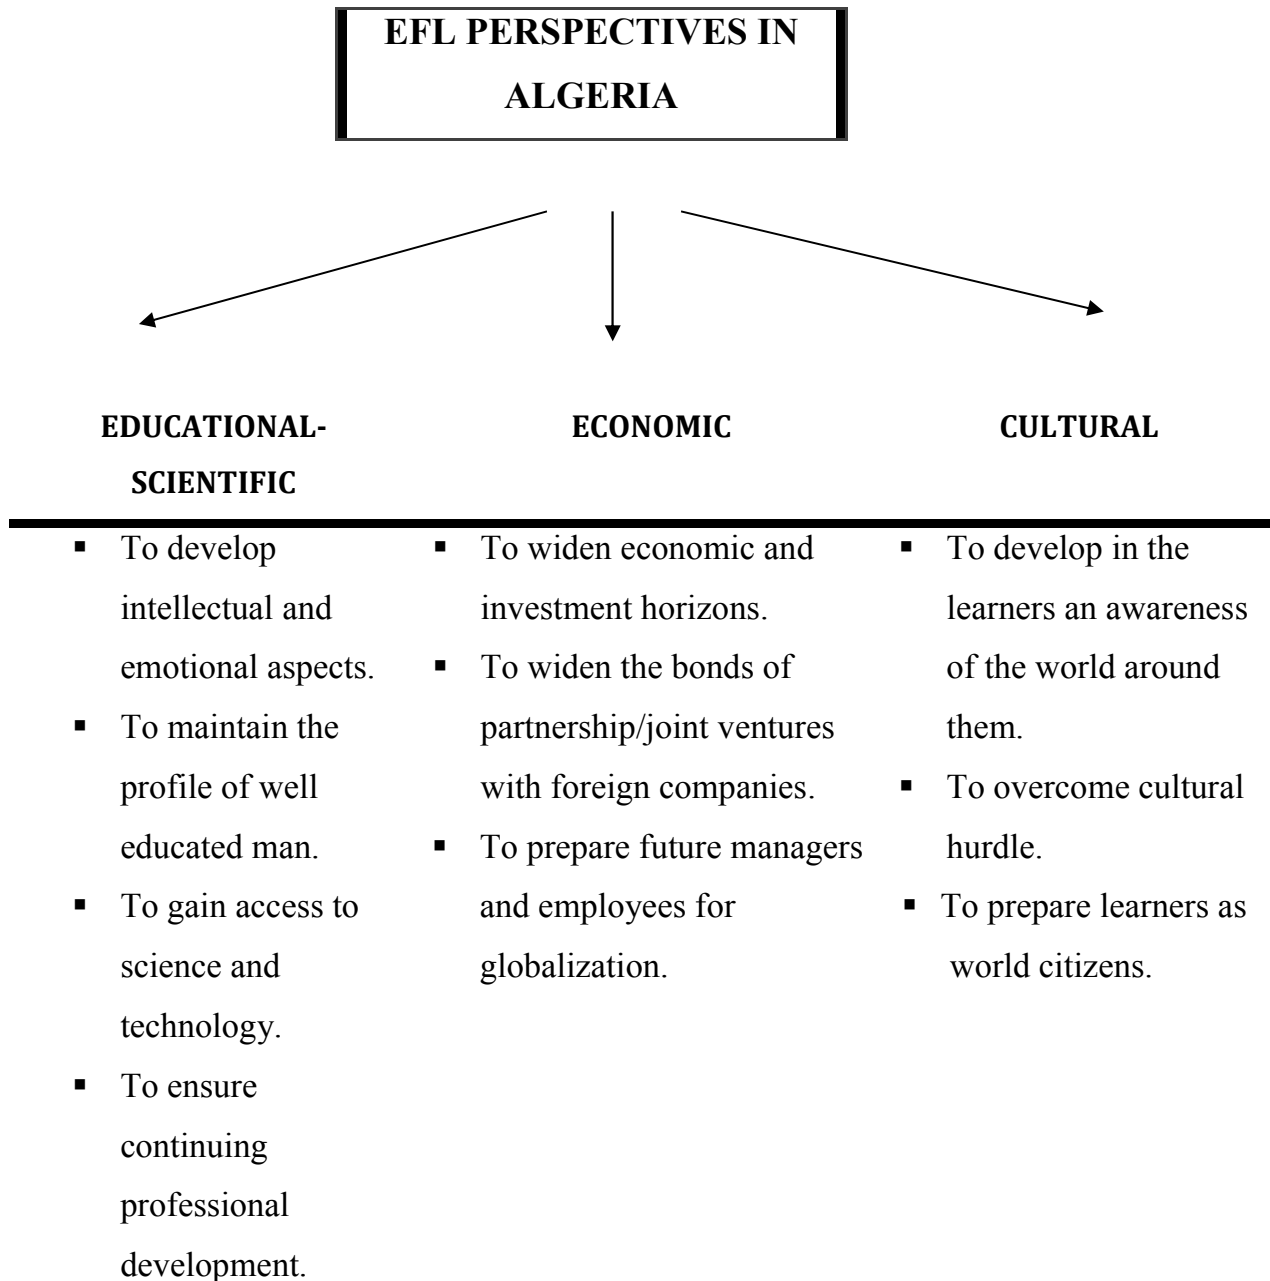 EFL PERSPECTIVES IN
ALGERIA
EDUCATIONAL-
SCIENTIFIC
▪ To develop
intellectual and
emotional aspects.
▪ To maintain the
profile of well
educated man.
▪ To gain access to
science and
technology.
▪ To ensure
continuing
professional
development.
ECONOMIC
▪ To widen economic and
investment horizons.
▪ To widen the bonds of
partnership/joint ventures
with foreign companies.
▪ To prepare future managers
and employees for
globalization.
CULTURAL
▪ To develop in the
learners an awareness
of the world around
them.
▪ To overcome cultural
hurdle.
▪ To prepare learners as
world citizens.